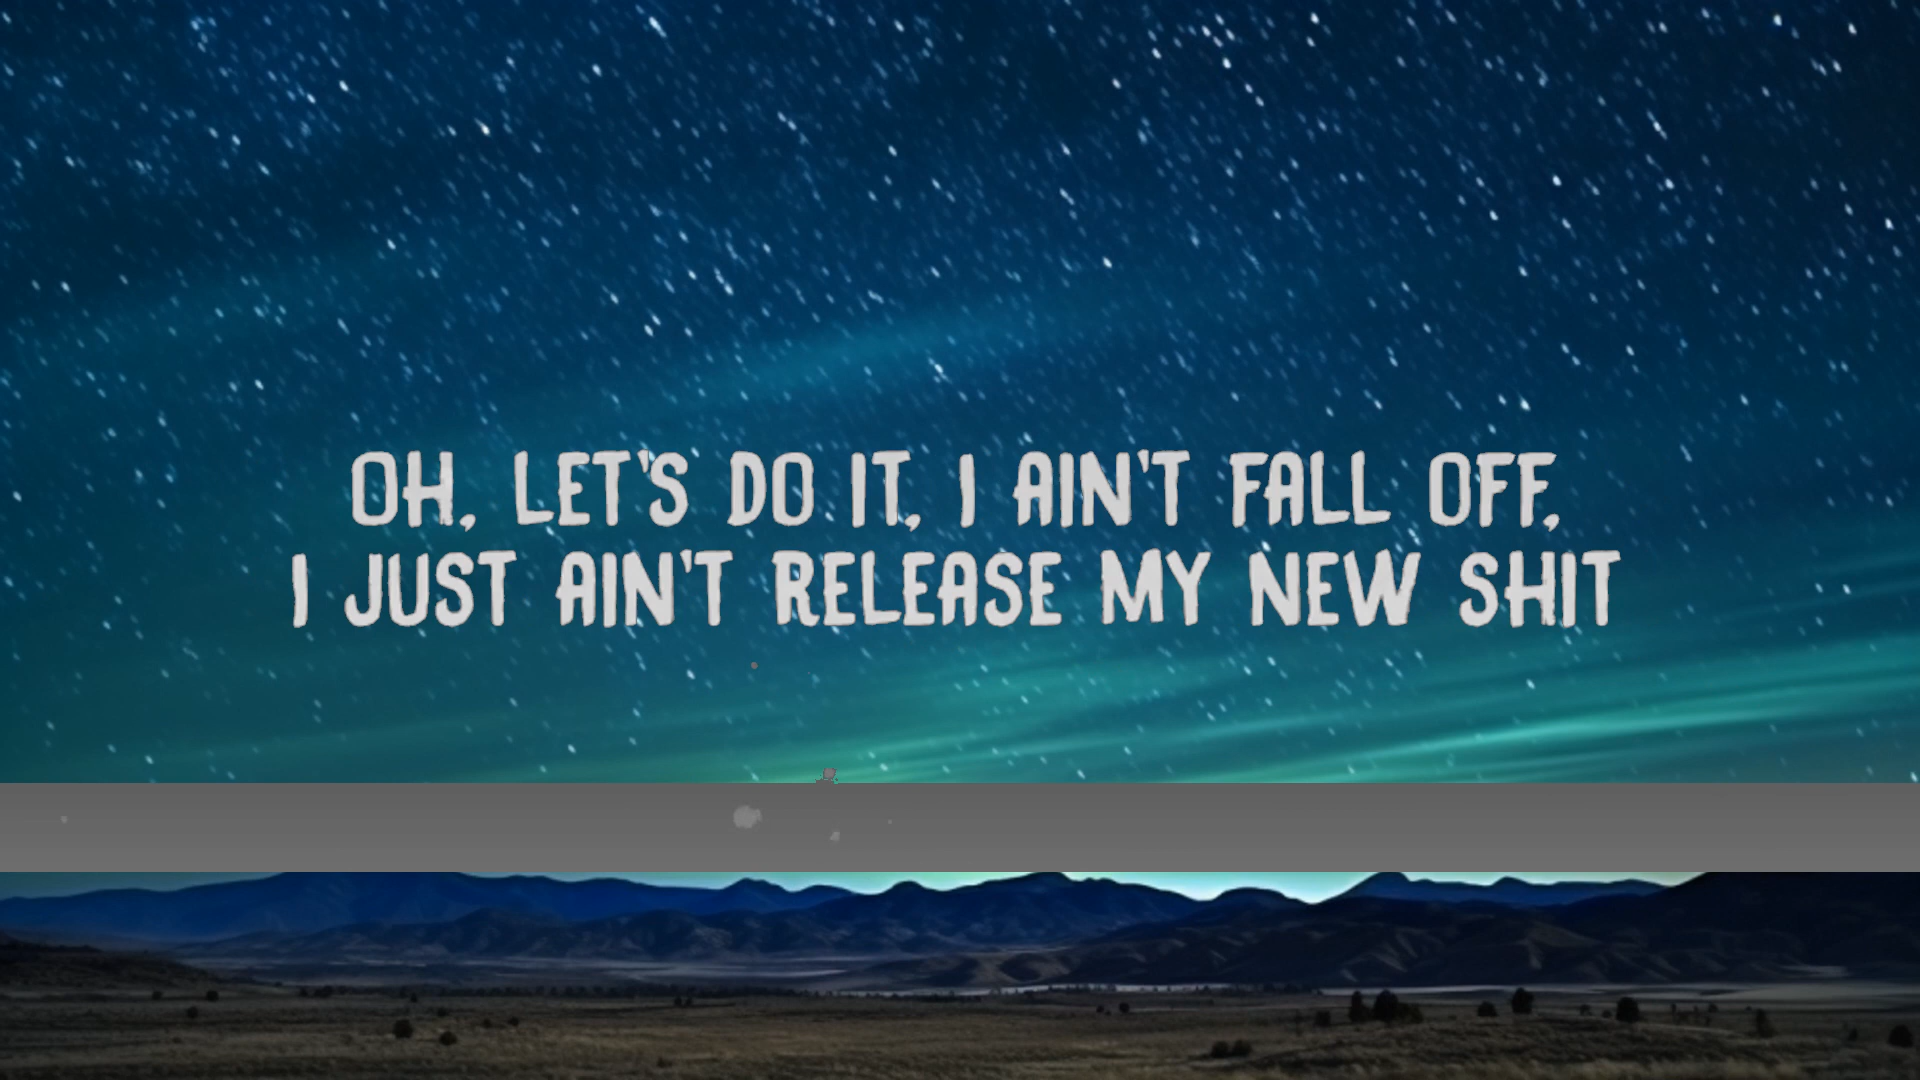 OH, LET'S DO IT, I AIN'T FALL OFF,
I JUST AIN'T RELEASE MY NEW SHIT